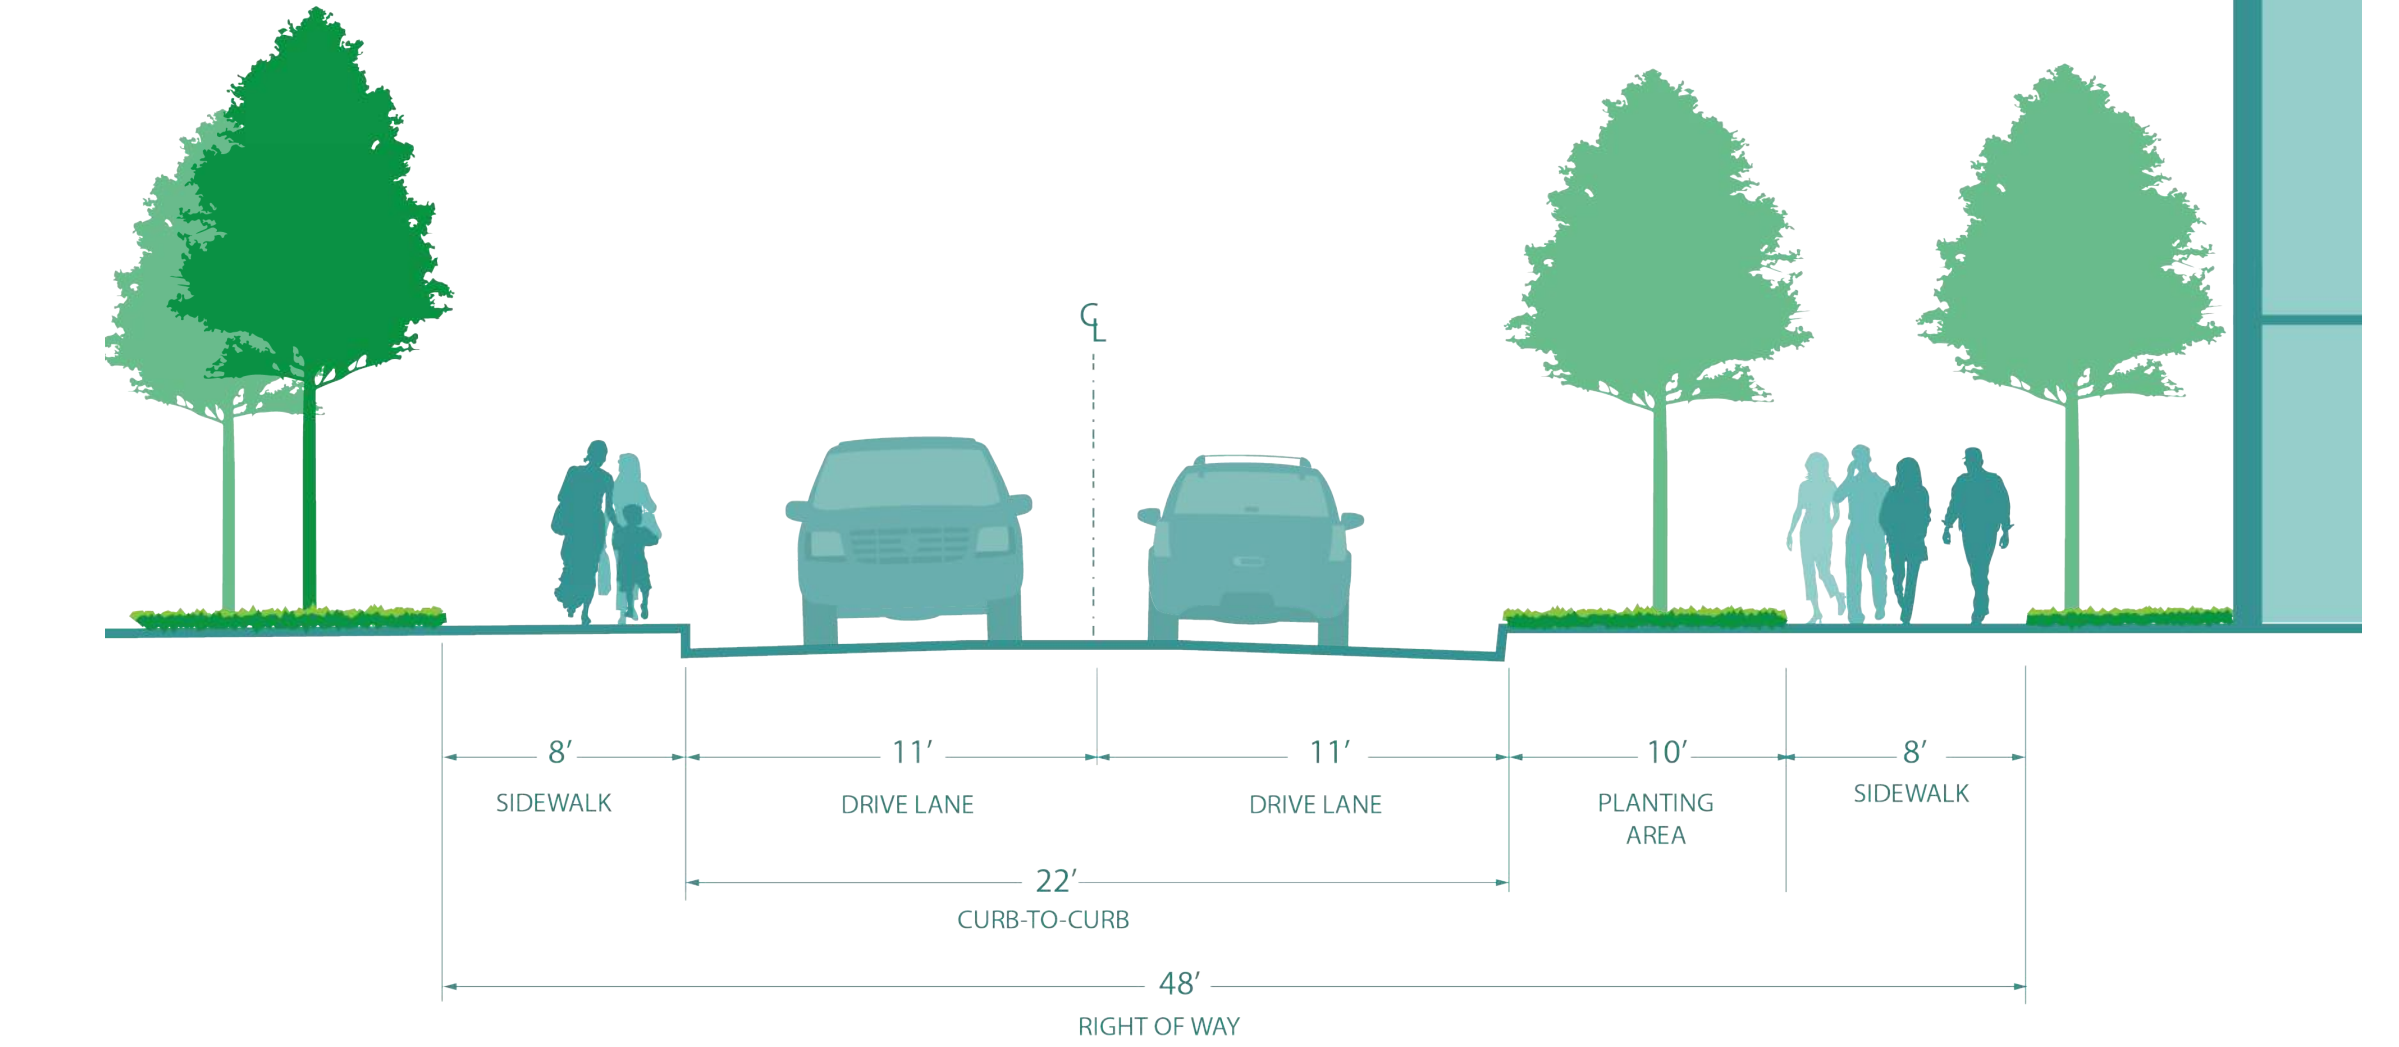 ℄
8’ 11’ 11’ 10’ 8’
SIDEWALK DRIVE LANE DRIVE LANE PLANTING SIDEWALK
AREA
22’
CURB-TO-CURB
48’
RIGHT OF WAY